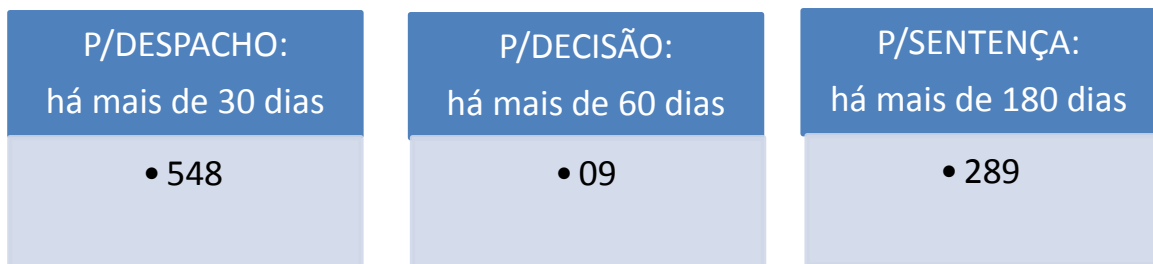 P/DESPACHO:
há mais de 30 dias
• 548
P/DECISÃO:
há mais de 60 dias
• 09
P/SENTENÇA:
há mais de 180 dias
• 289